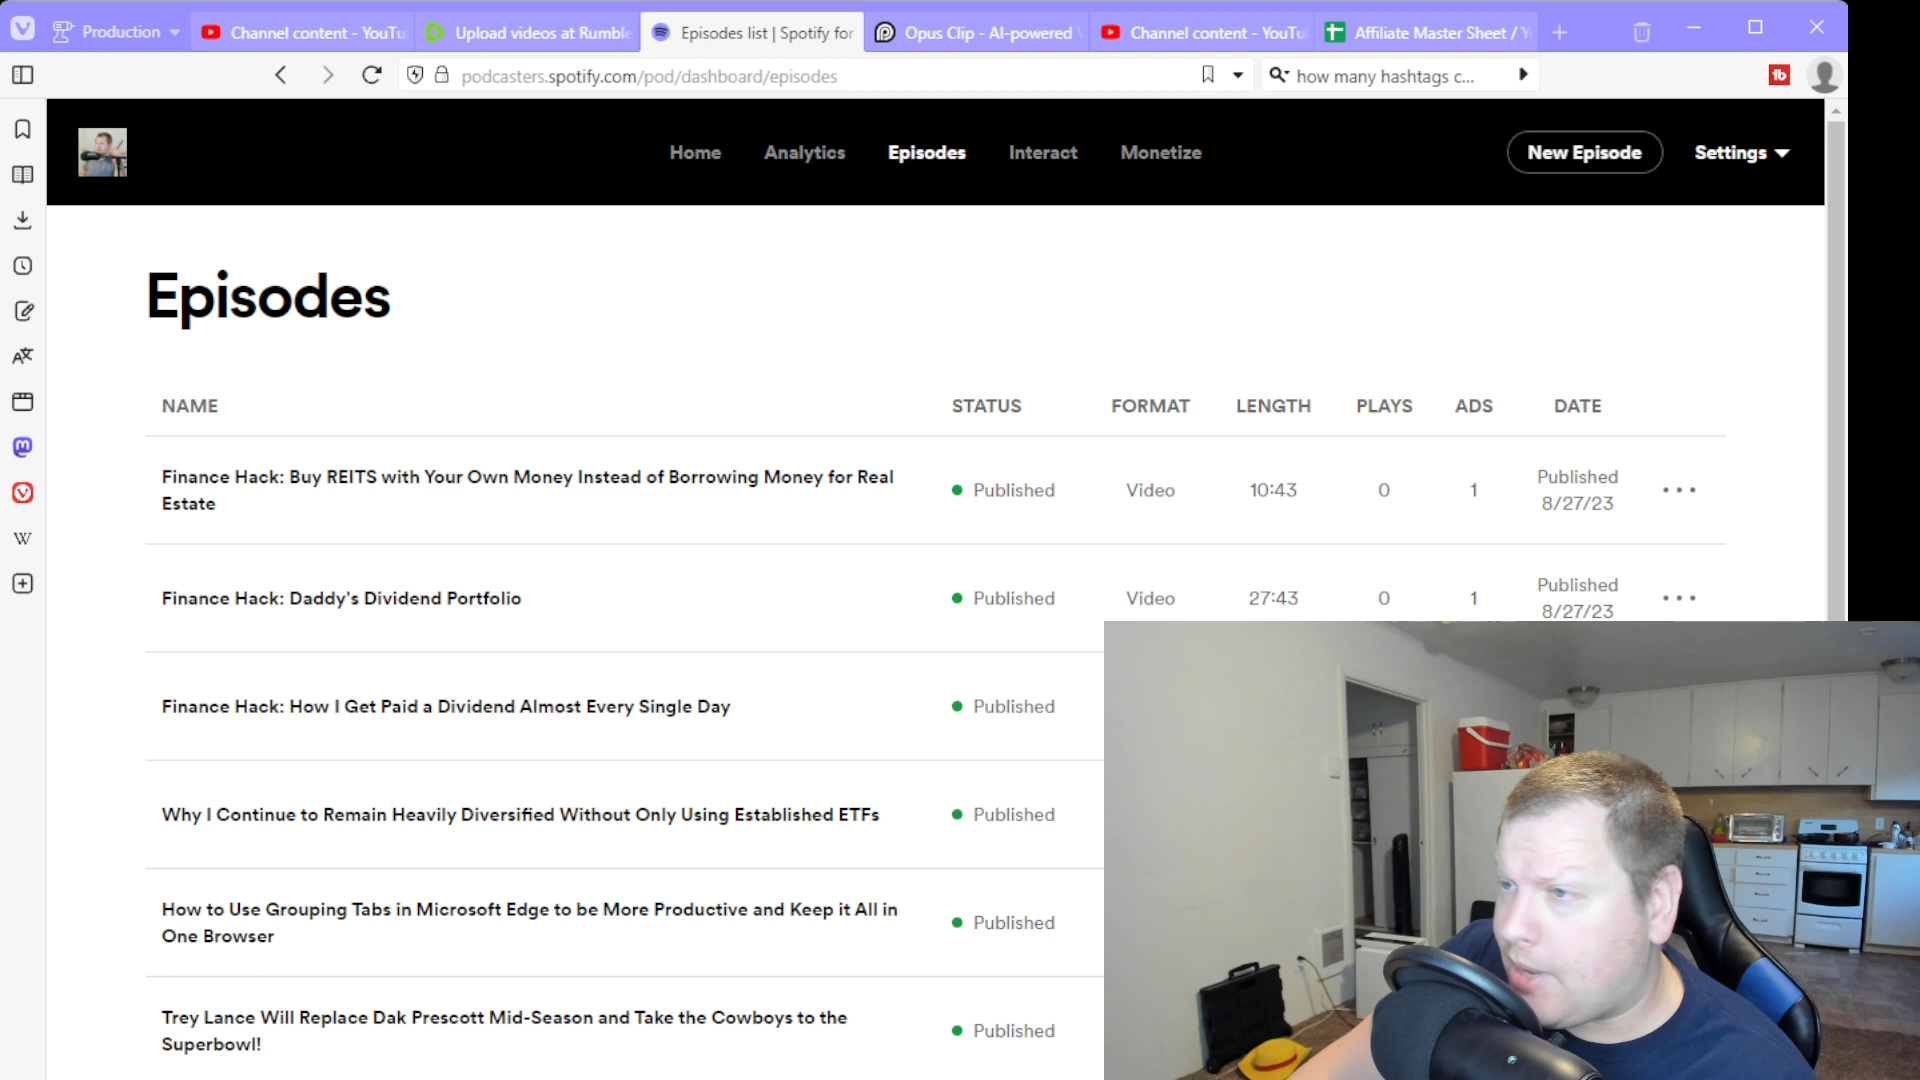 Production
Channel content - YouTu
Upload videos at Rumble
Episodes list | Spotify for
Opus Clip - AI-powered
Channel content - YouTu
Affiliate Master Sheet / Y
podcasters.spotify.com/pod/dashboard/episodes
how many hashtags c...
Home
Analytics
Episodes
Interact
Monetize
New Episode
Settings
Episodes
NAME STATUS FORMAT LENGTH PLAYS ADS DATE
Finance Hack: Buy REITS with Your Own Money Instead of Borrowing Money for Real
Estate
Published Video 10:43 0 1 Published
8/27/23
Finance Hack: Daddy's Dividend Portfolio
Published Video 27:43 0 1 Published
8/27/23
Finance Hack: How I Get Paid a Dividend Almost Every Single Day
Published
Why I Continue to Remain Heavily Diversified Without Only Using Established ETFs
Published
How to Use Grouping Tabs in Microsoft Edge to be More Productive and Keep it All in
One Browser
Published
Trey Lance Will Replace Dak Prescott Mid-Season and Take the Cowboys to the
Superbowl!
Published
W